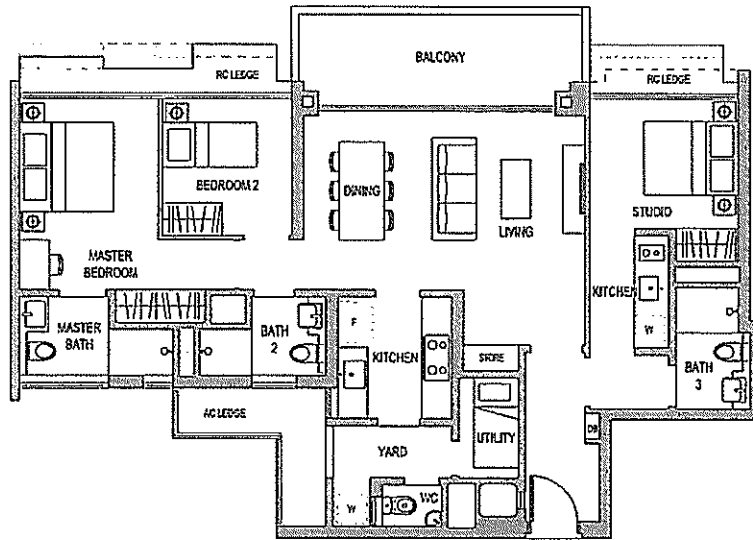 BALCONY
RC LEDGE
RC LEDGE
BEDROOM 2
DINING
LIVING
STUDIO
MASTER
BEDROOM
KITCHEN
MASTER
BATH
BATH
2
F
KITCHEN
STORE
W
BATH
3
AC LEDGE
YARD
UTILITY
DB
W
WC